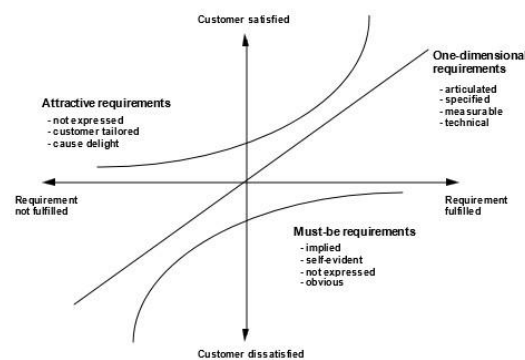 Customer satisfied
One-dimensional
requirements
- articulated
- specified
- measurable
- technical
Attractive requirements
- not expressed
- customer tailored
- cause delight
Requirement
not fulfilled
Requirement
fulfilled
Must-be requirements
- implied
- self-evident
- not expressed
- obvious
Customer dissatisfied